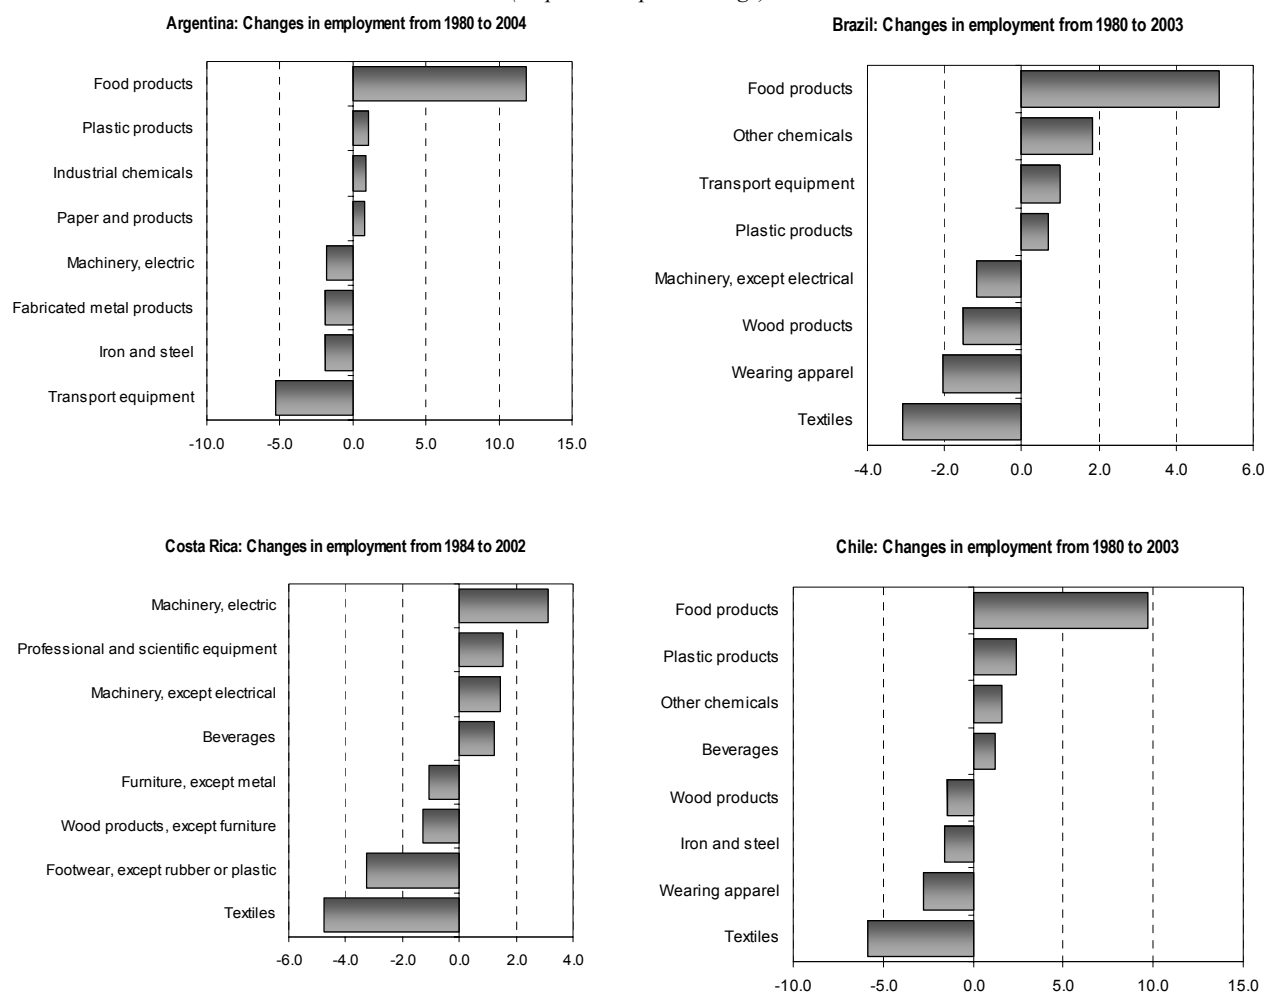 Argentina: Changes in employment from 1980 to 2004
Food products
Plastic products
Industrial chemicals
Paper and products
Machinery, electric
Fabricated metal products
Iron and steel
Transport equipment
-10.0 -5.0 0.0 5.0 10.0 15.0
Brazil: Changes in employment from 1980 to 2003
Food products
Other chemicals
Transport equipment
Plastic products
Machinery, except electrical
Wood products
Wearing apparel
Textiles
-4.0 -2.0 0.0 2.0 4.0 6.0
Costa Rica: Changes in employment from 1984 to 2002
Machinery, electric
Professional and scientific equipment
Machinery, except electrical
Beverages
Furniture, except metal
Wood products, except furniture
Footwear, except rubber or plastic
Textiles
-6.0 -4.0 -2.0 0.0 2.0 4.0
Chile: Changes in employment from 1980 to 2003
Food products
Plastic products
Other chemicals
Beverages
Wood products
Iron and steel
Wearing apparel
Textiles
-10.0 -5.0 0.0 5.0 10.0 15.0